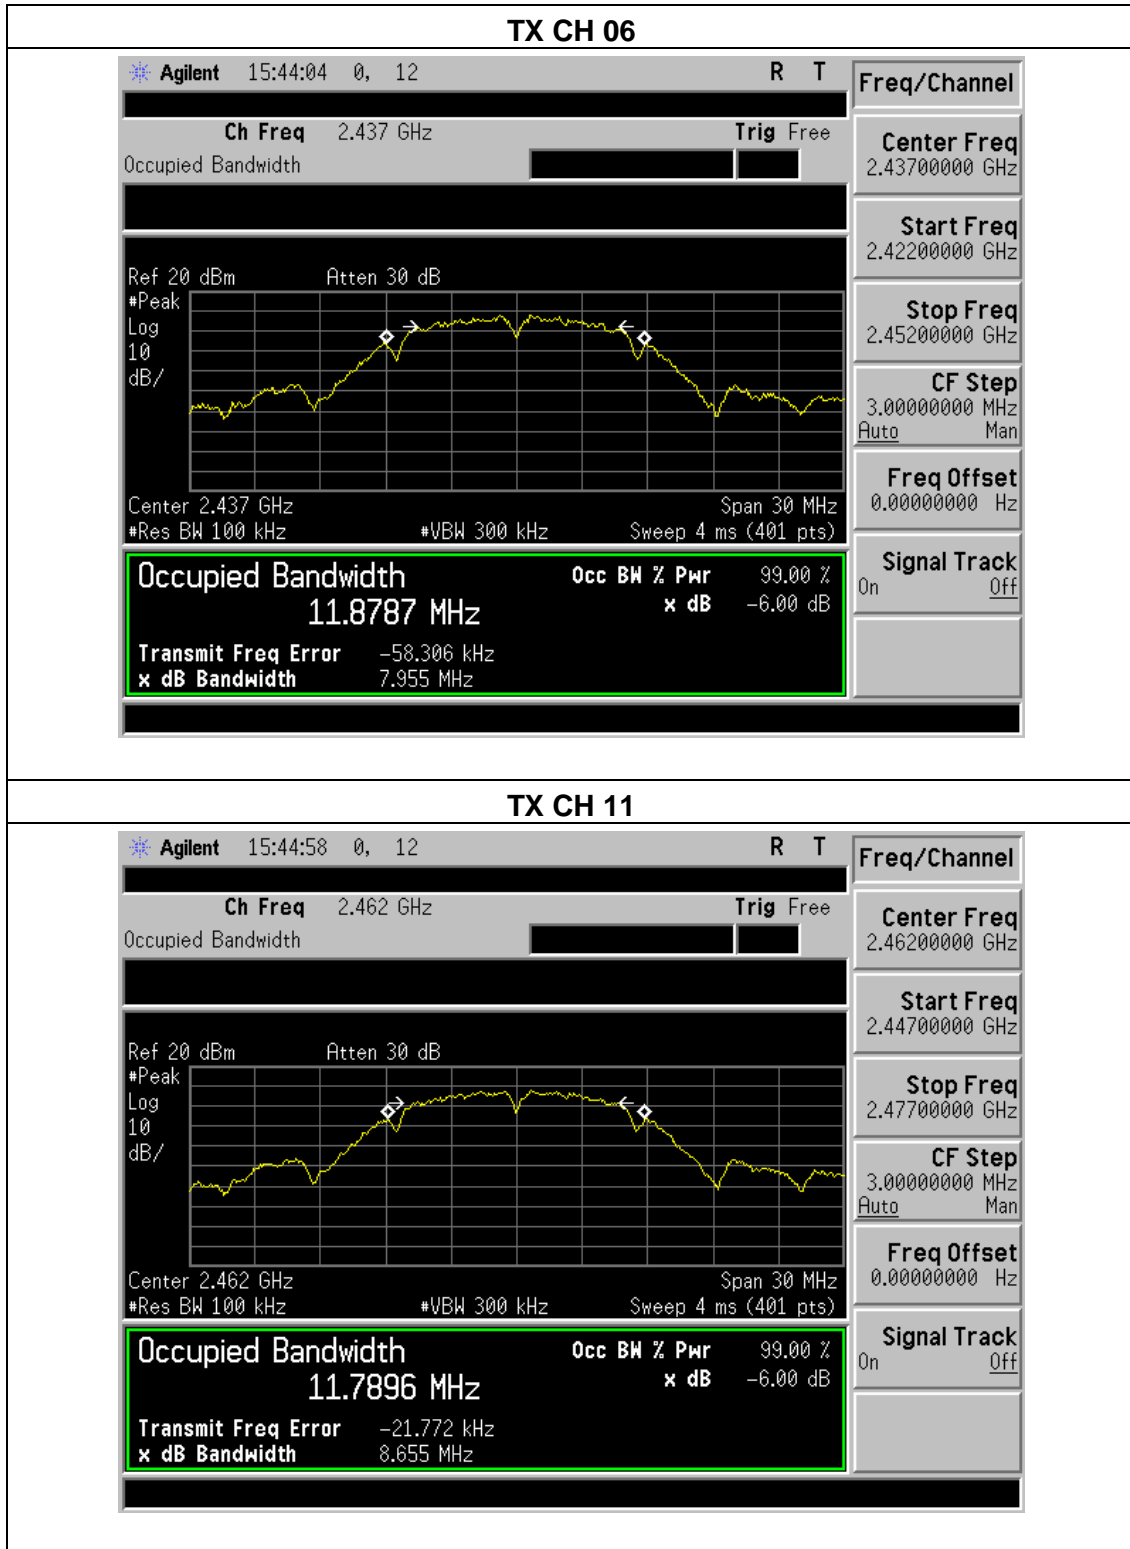 TX CH 06
Agilent 15:44:04 0, 12 R T
Freq/Channel
Ch Freq 2.437 GHz Trig Free
Occupied Bandwidth
Center Freq
2.43700000 GHz
Start Freq
2.42200000 GHz
Stop Freq
2.45200000 GHz
CF Step
3.00000000 MHz
Auto Man
Freq Offset
0.00000000 Hz
Signal Track
On Off
Ref 20 dBm Atten 30 dB
#Peak
Log
10
dB/
Center 2.437 GHz Span 30 MHz
#Res BW 100 kHz #VBW 300 kHz Sweep 4 ms (401 pts)
Occupied Bandwidth Occ BW % Pwr 99.00 %
11.8787 MHz x dB -6.00 dB
Transmit Freq Error -58.306 kHz
x dB Bandwidth 7.955 MHz
TX CH 11
Agilent 15:44:58 0, 12 R T
Freq/Channel
Ch Freq 2.462 GHz Trig Free
Occupied Bandwidth
Center Freq
2.46200000 GHz
Start Freq
2.44700000 GHz
Stop Freq
2.47700000 GHz
CF Step
3.00000000 MHz
Auto Man
Freq Offset
0.00000000 Hz
Signal Track
On Off
Ref 20 dBm Atten 30 dB
#Peak
Log
10
dB/
Center 2.462 GHz Span 30 MHz
#Res BW 100 kHz #VBW 300 kHz Sweep 4 ms (401 pts)
Occupied Bandwidth Occ BW % Pwr 99.00 %
11.7896 MHz x dB -6.00 dB
Transmit Freq Error -21.772 kHz
x dB Bandwidth 8.655 MHz